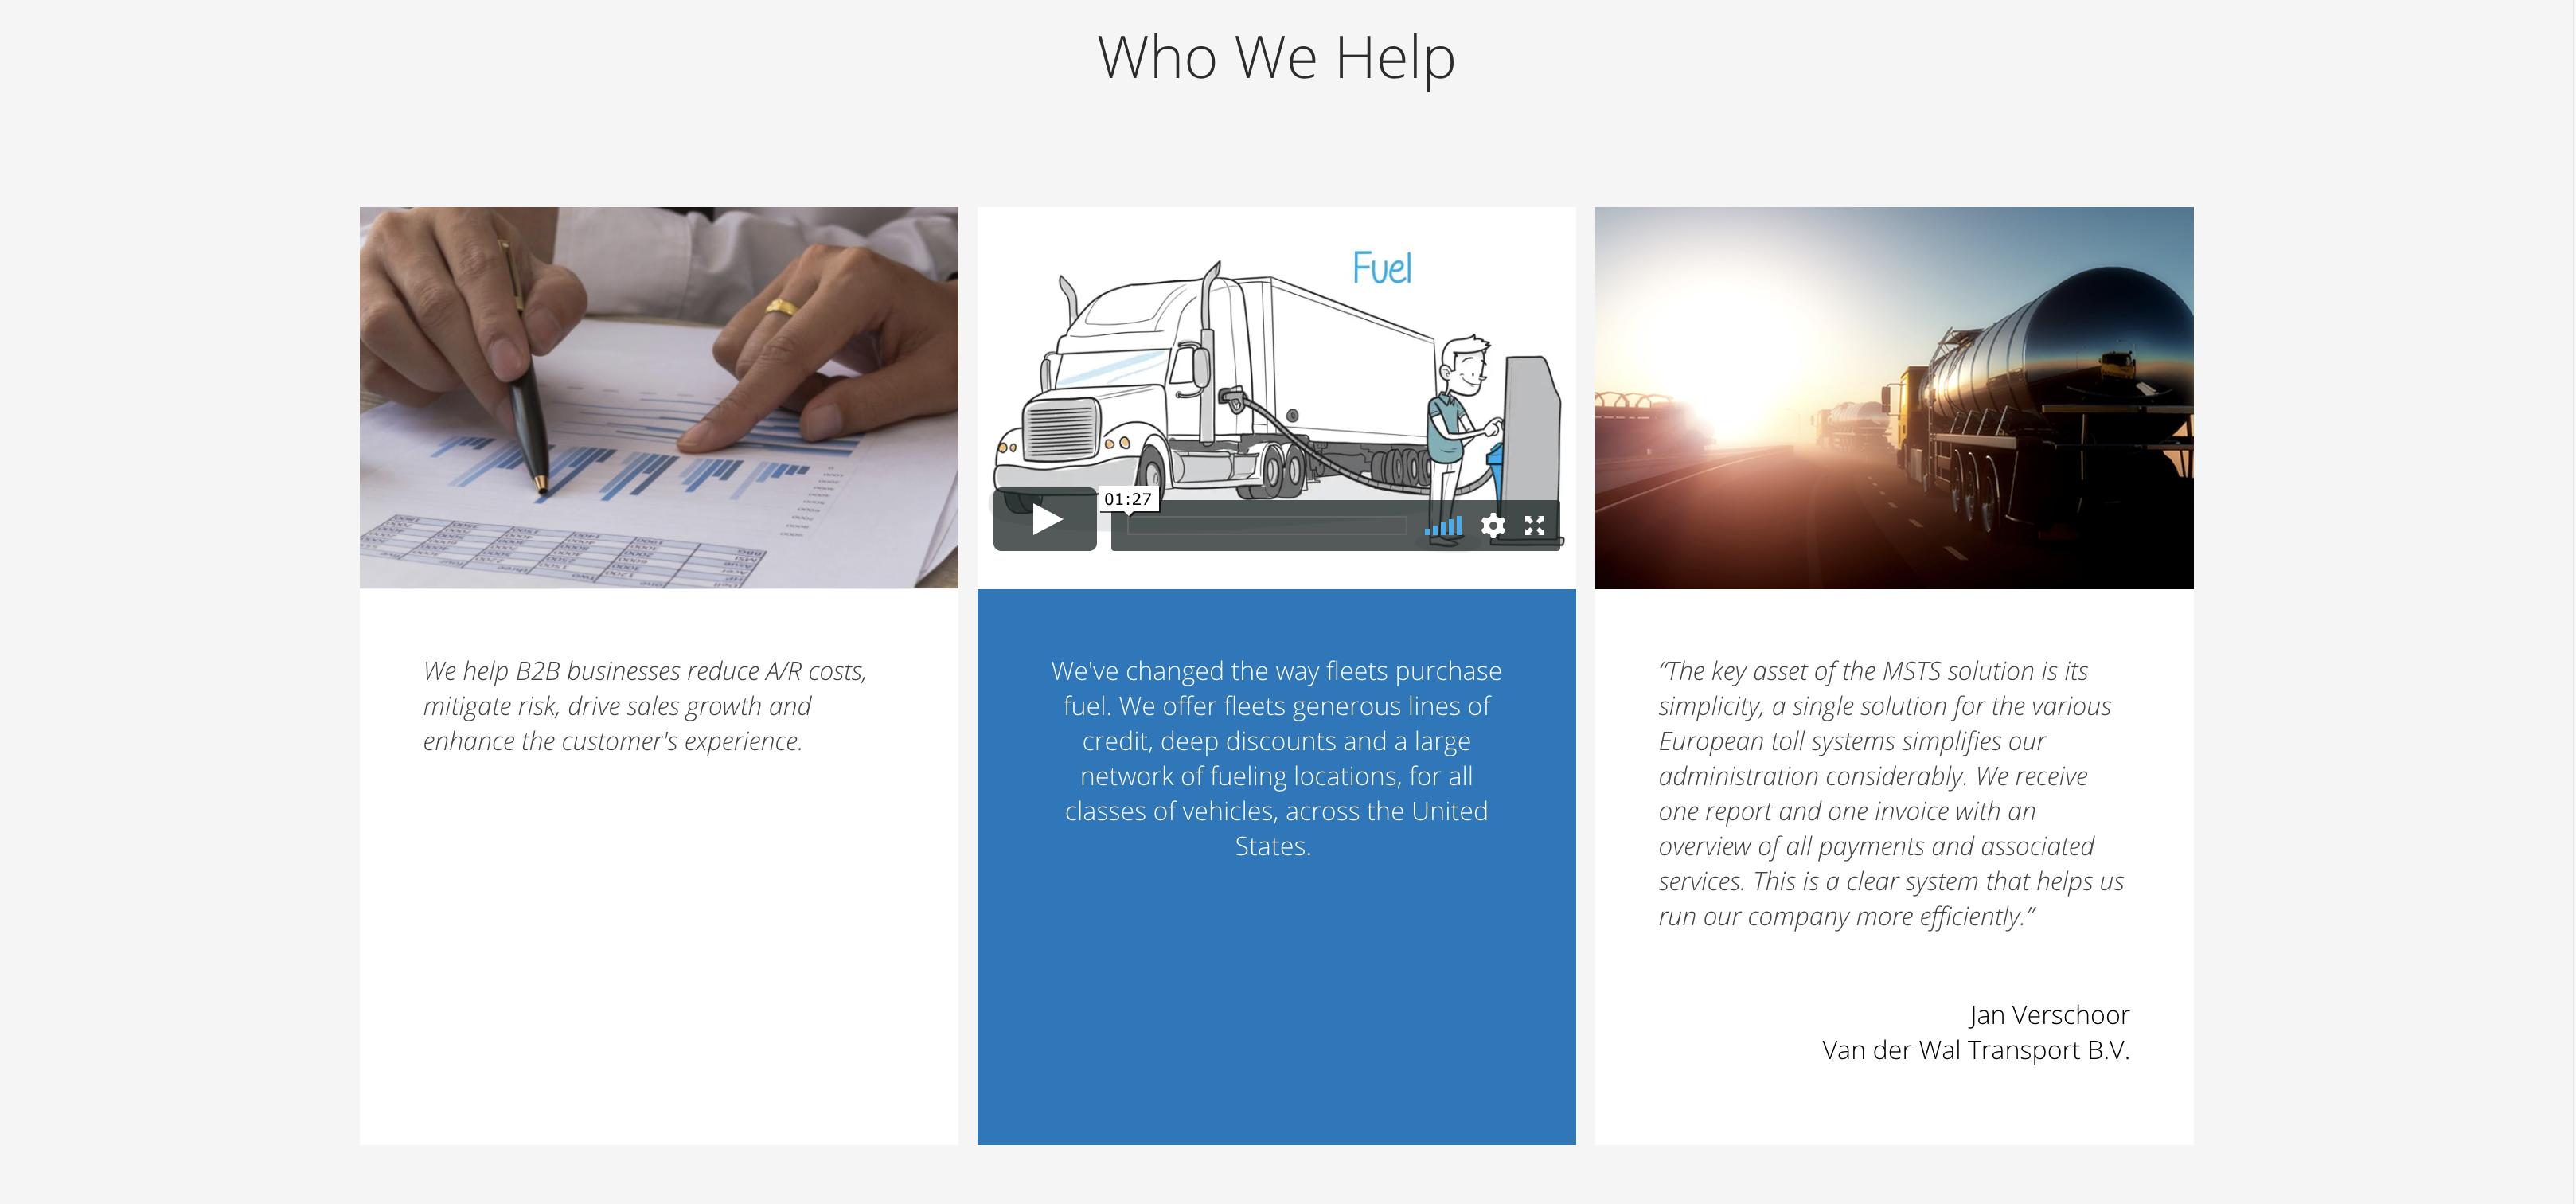 Who We Help
Fuel
01:27
We help B2B businesses reduce A/R costs,
mitigate risk, drive sales growth and
enhance the customer's experience.
We've changed the way fleets purchase
fuel. We offer fleets generous lines of
credit, deep discounts and a large
network of fueling locations, for all
classes of vehicles, across the United
States.
“The key asset of the MSTS solution is its
simplicity, a single solution for the various
European toll systems simplifies our
administration considerably. We receive
one report and one invoice with an
overview of all payments and associated
services. This is a clear system that helps us
run our company more efficiently.”
Jan Verschoor
Van der Wal Transport B.V.